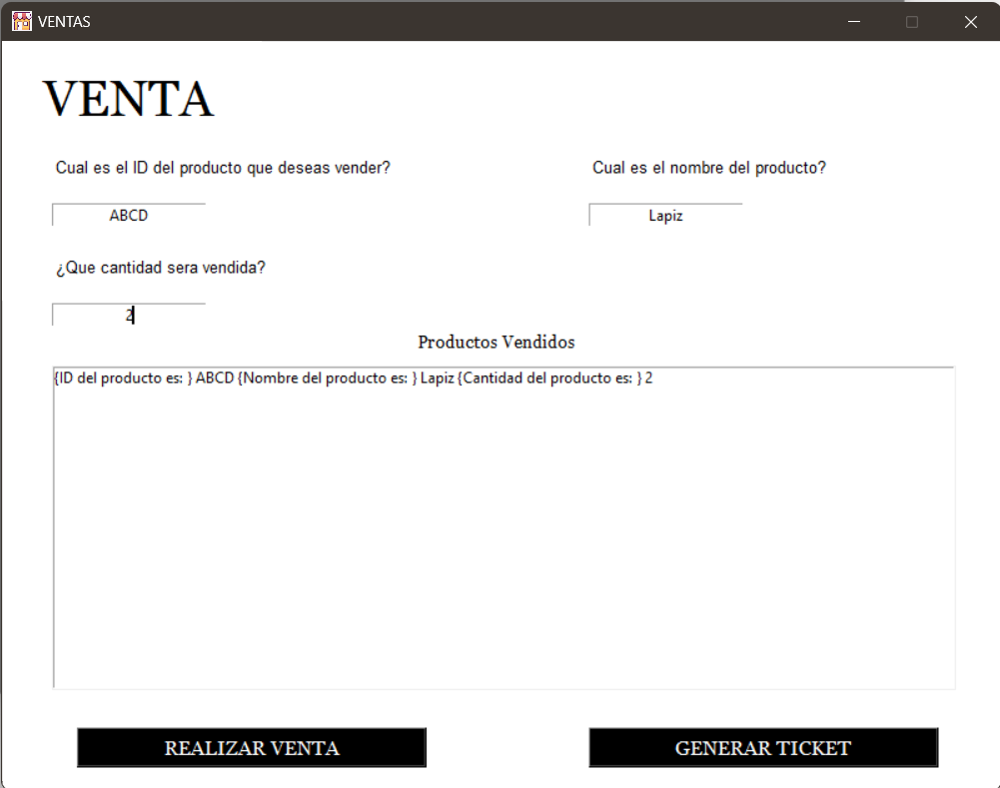 VENTAS
VENTA
Cual es el ID del producto que deseas vender?
Cual es el nombre del producto?
ABCD
Lapiz
¿Que cantidad sera vendida?
2
Productos Vendidos
{ID del producto es: } ABCD {Nombre del producto es: } Lapiz {Cantidad del producto es: } 2
REALIZAR VENTA
GENERAR TICKET